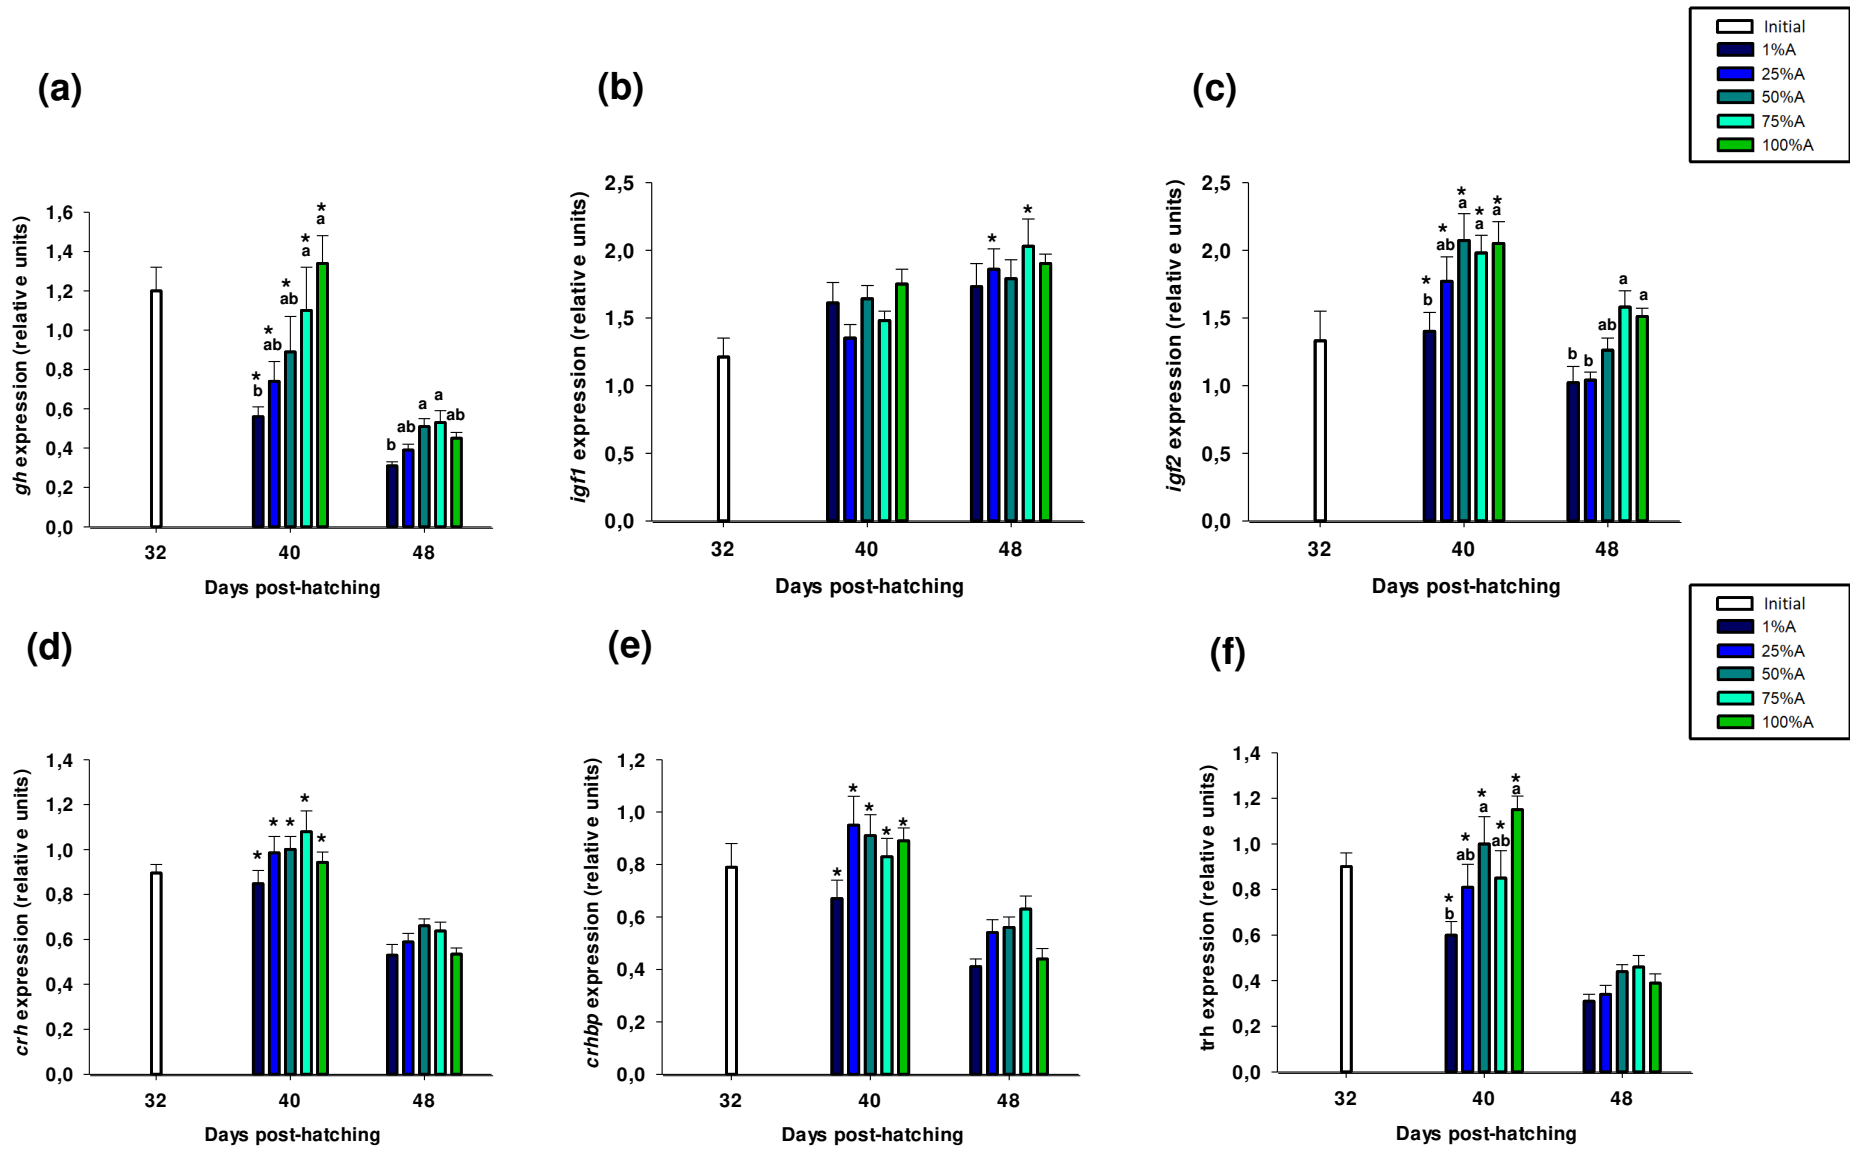 Initial
1%A
25%A
50%A
75%A
100%A
(a)
(b)
(c)
gh expression (relative units)
1,6
1,4
1,2
1,0
0,8
0,6
0,4
0,2
0,0
*
b
*
ab
*
ab
*
a
*
a
b
ab
a
a
ab
32
40
48
Days post-hatching
igf1 expression (relative units)
2,5
2,0
1,5
1,0
0,5
0,0
*
*
32
40
48
Days post-hatching
igf2 expression (relative units)
2,5
2,0
1,5
1,0
0,5
0,0
*
b
*
ab
*
a
*
a
*
a
b
b
ab
a
a
32
40
48
Days post-hatching
Initial
1%A
25%A
50%A
75%A
100%A
(d)
(e)
(f)
crh expression (relative units)
1,4
1,2
1,0
0,8
0,6
0,4
0,2
0,0
*
*
*
*
*
32
40
48
Days post-hatching
crhbp expression (relative units)
1,2
1,0
0,8
0,6
0,4
0,2
0,0
*
*
*
*
*
32
40
48
Days post-hatching
trh expression (relative units)
1,4
1,2
1,0
0,8
0,6
0,4
0,2
0,0
*
b
*
ab
*
a
*
ab
*
a
32
40
48
Days post-hatching